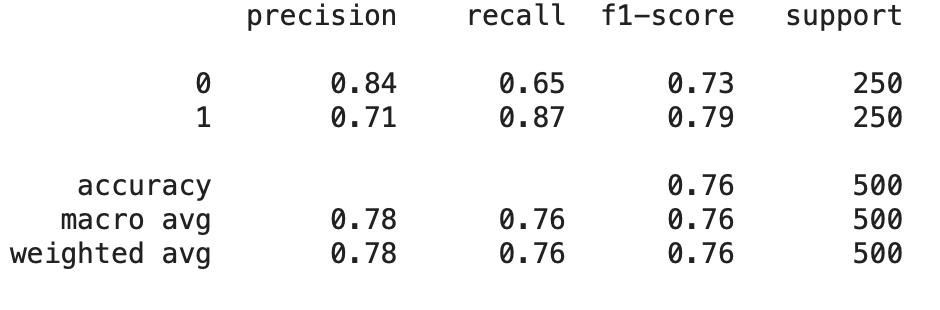 precision recall f1-score support
0 0.84 0.65 0.73 250
1 0.71 0.87 0.79 250
accuracy 0.76 500
macro avg 0.78 0.76 0.76 500
weighted avg 0.78 0.76 0.76 500